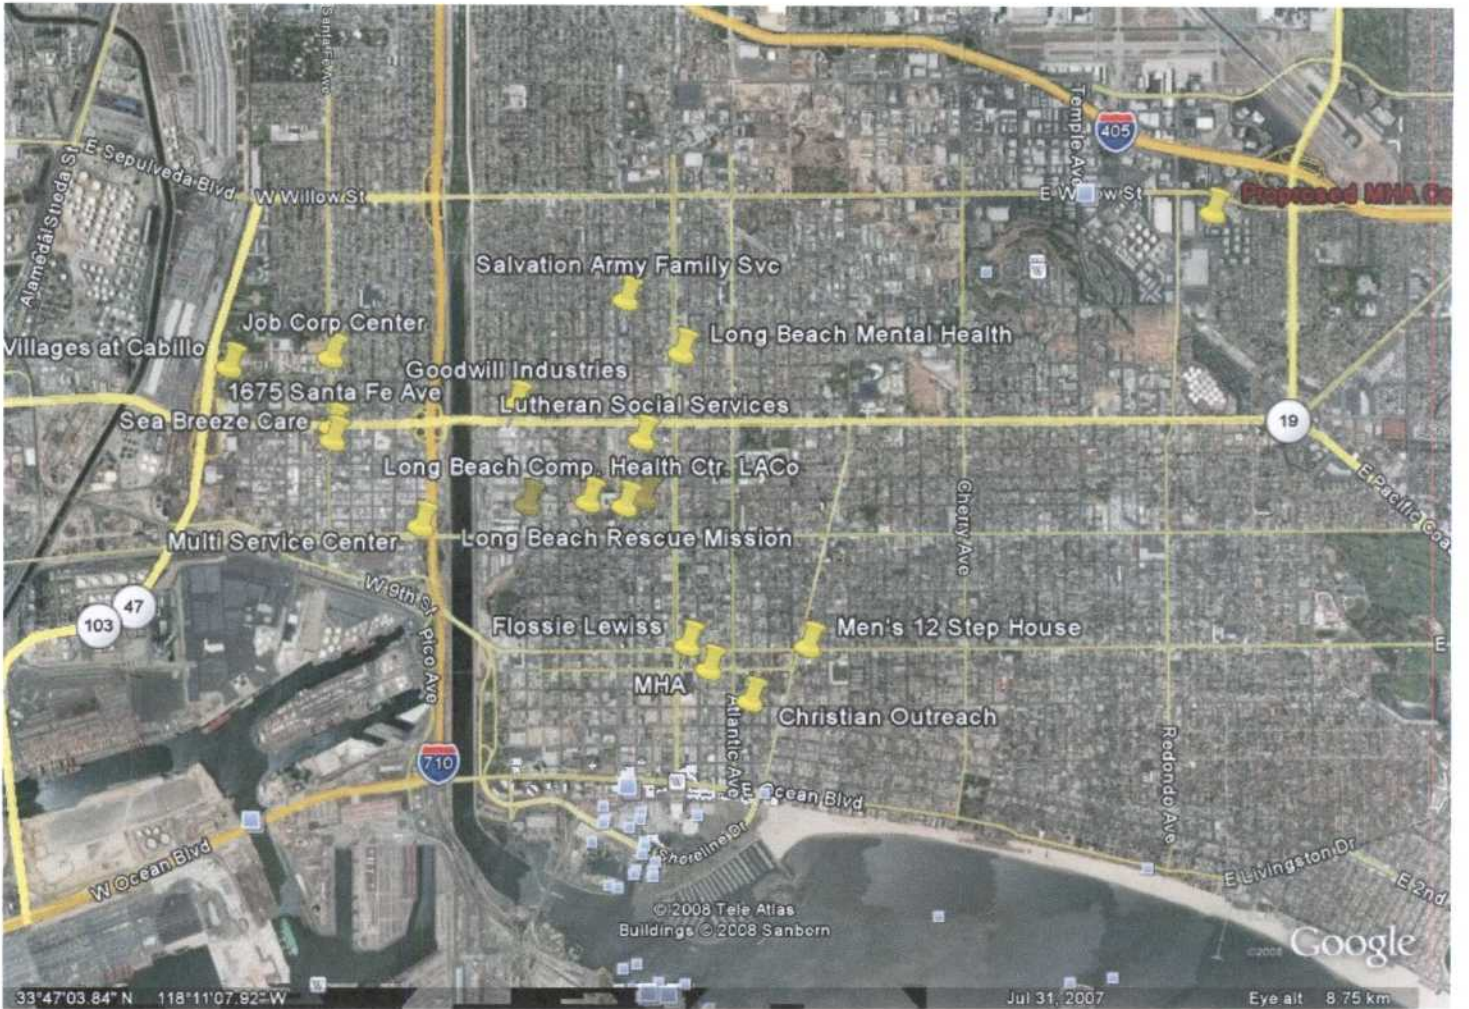 Santa Fe Ave
Temple Ave
405
E Sepulveda Blvd
Alameda St
W Willow St
E Willow St
Proprosed MHA
Salvation Army Family Svc
Job Corp Center
Long Beach Mental Health
Villages at Cabillo
Goodwill Industries
1675 Santa Fe Ave
Lutheran Social Services
Sea Breeze Care
19
Long Beach Comp. Health Ctr. LACo
E Pacific Coa
Cherry Ave
Multi Service Center
Long Beach Rescue Mission
W 9th St
47
103
Flossie Lewiss
Men's 12 Step House
E
Pico Ave
MHA
Atlantic Ave
Christian Outreach
Redondo Ave
710
E Ocean Blvd
W Ocean Blvd
Shoreline Dr
E Livingston Dr
E 2nd
© 2008 Tele Atlas
Buildings © 2008 Sanborn
©2008 Google
33°47'03.84" N 118°11'07.92" W Jul 31, 2007 Eye alt 8.75 km